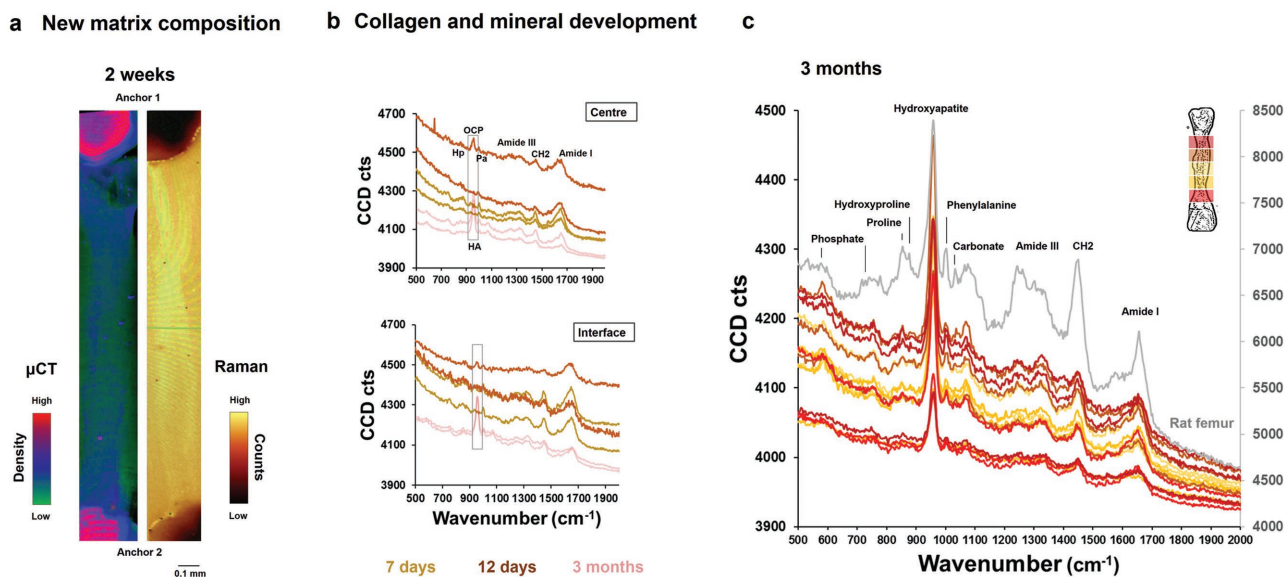 a New matrix composition
2 weeks
Anchor 1
µCT
High
Density
Low
Raman
High
Counts
Low
Anchor 2
0.1 mm
b Collagen and mineral development
Centre
4700
4500
4300
4100
3900
CCD cts
OCP
Amide III
Hp
Pa
CH2
Amide I
HA
500 700 900 1100 1300 1500 1700 1900
Interface
4700
4500
4300
4100
3900
CCD cts
500 700 900 1100 1300 1500 1700 1900
Wavenumber (cm-1)
7 days 12 days 3 months
c
3 months
4500
4400
4300
4200
4100
4000
3900
CCD cts
Hydroxyapatite
Hydroxyproline
Proline
Phosphate
Phenylalanine
Carbonate
Amide III
CH2
Amide I
Rat femur
8500
8000
7500
7000
6500
6000
5500
5000
4500
4000
500 600 700 800 900 1000 1100 1200 1300 1400 1500 1600 1700 1800 1900 2000
Wavenumber (cm-1)